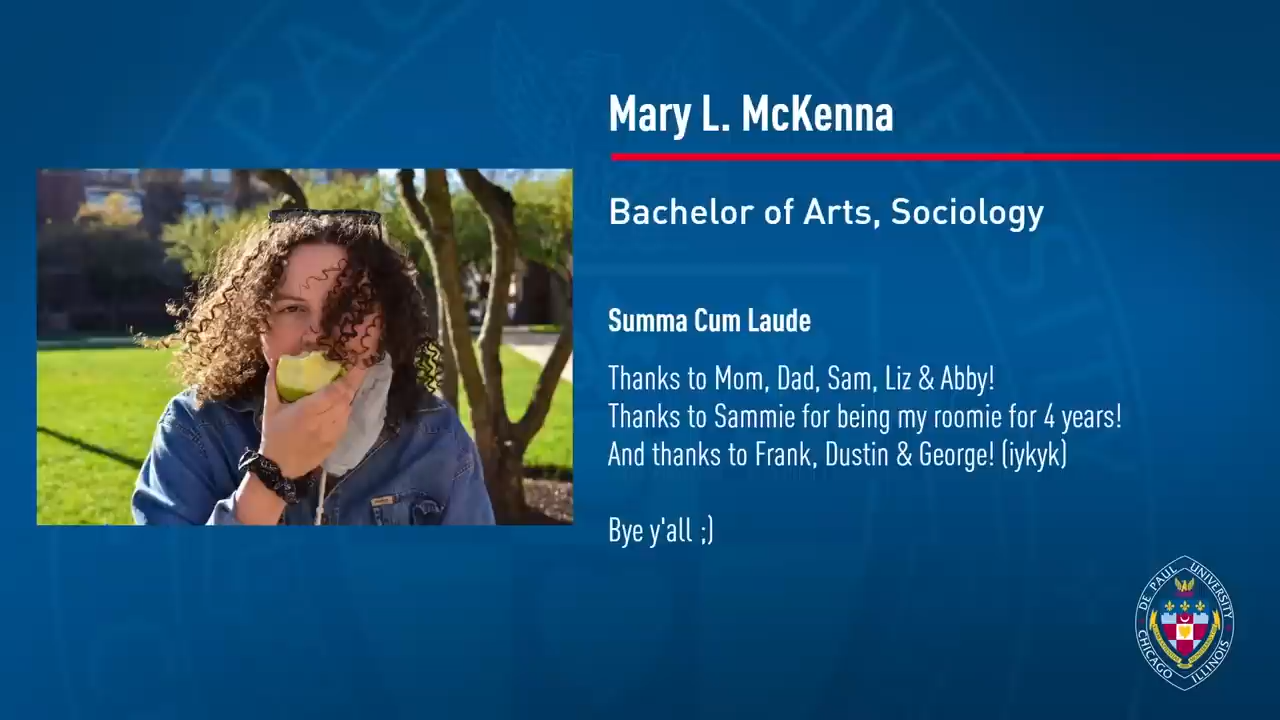 Mary L. McKenna
Bachelor of Arts, Sociology
Summa Cum Laude
Thanks to Mom, Dad, Sam, Liz & Abby!
Thanks to Sammie for being my roomie for 4 years!
And thanks to Frank, Dustin & George! (iykyk)
Bye y'all ;)
DE PAUL UNIVERSITY
CHICAGO ILLINOIS